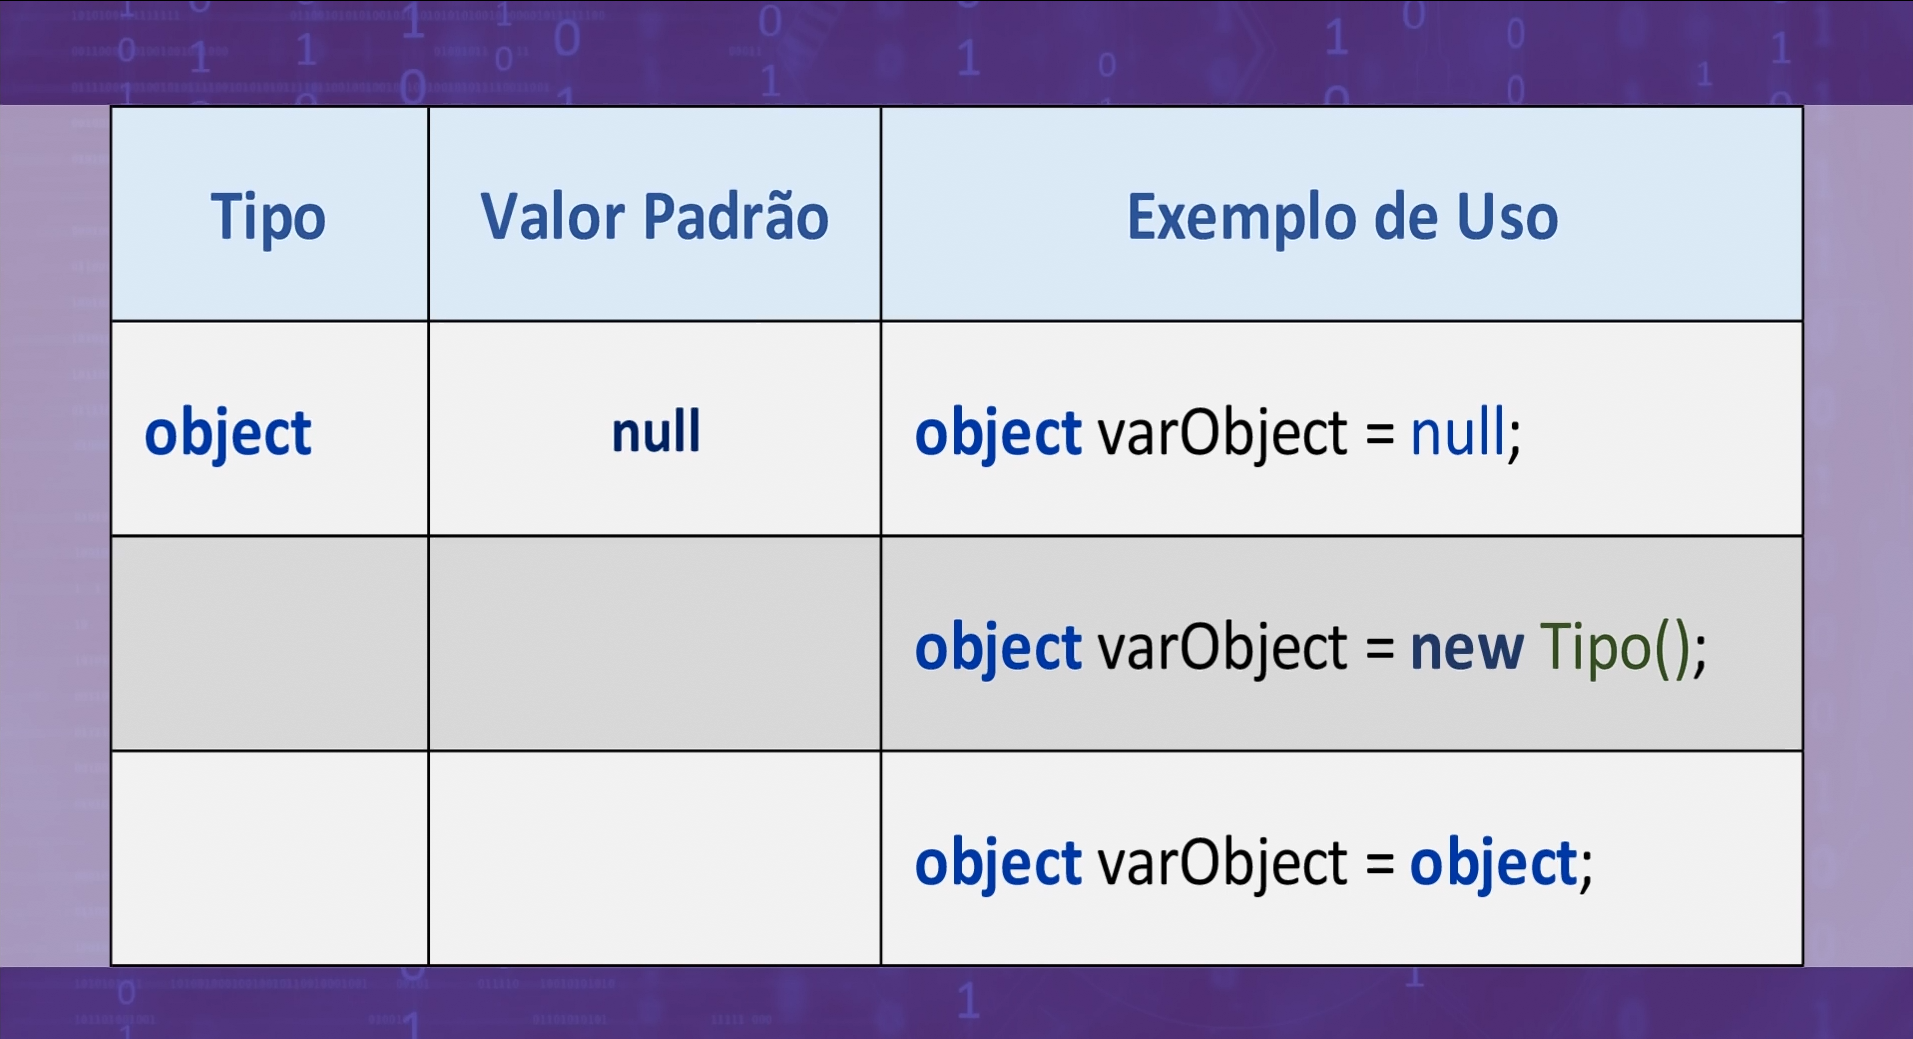 Tipo Valor Padrão Exemplo de Uso
object null object varObject = null;
object varObject = new Tipo();
object varObject = object;